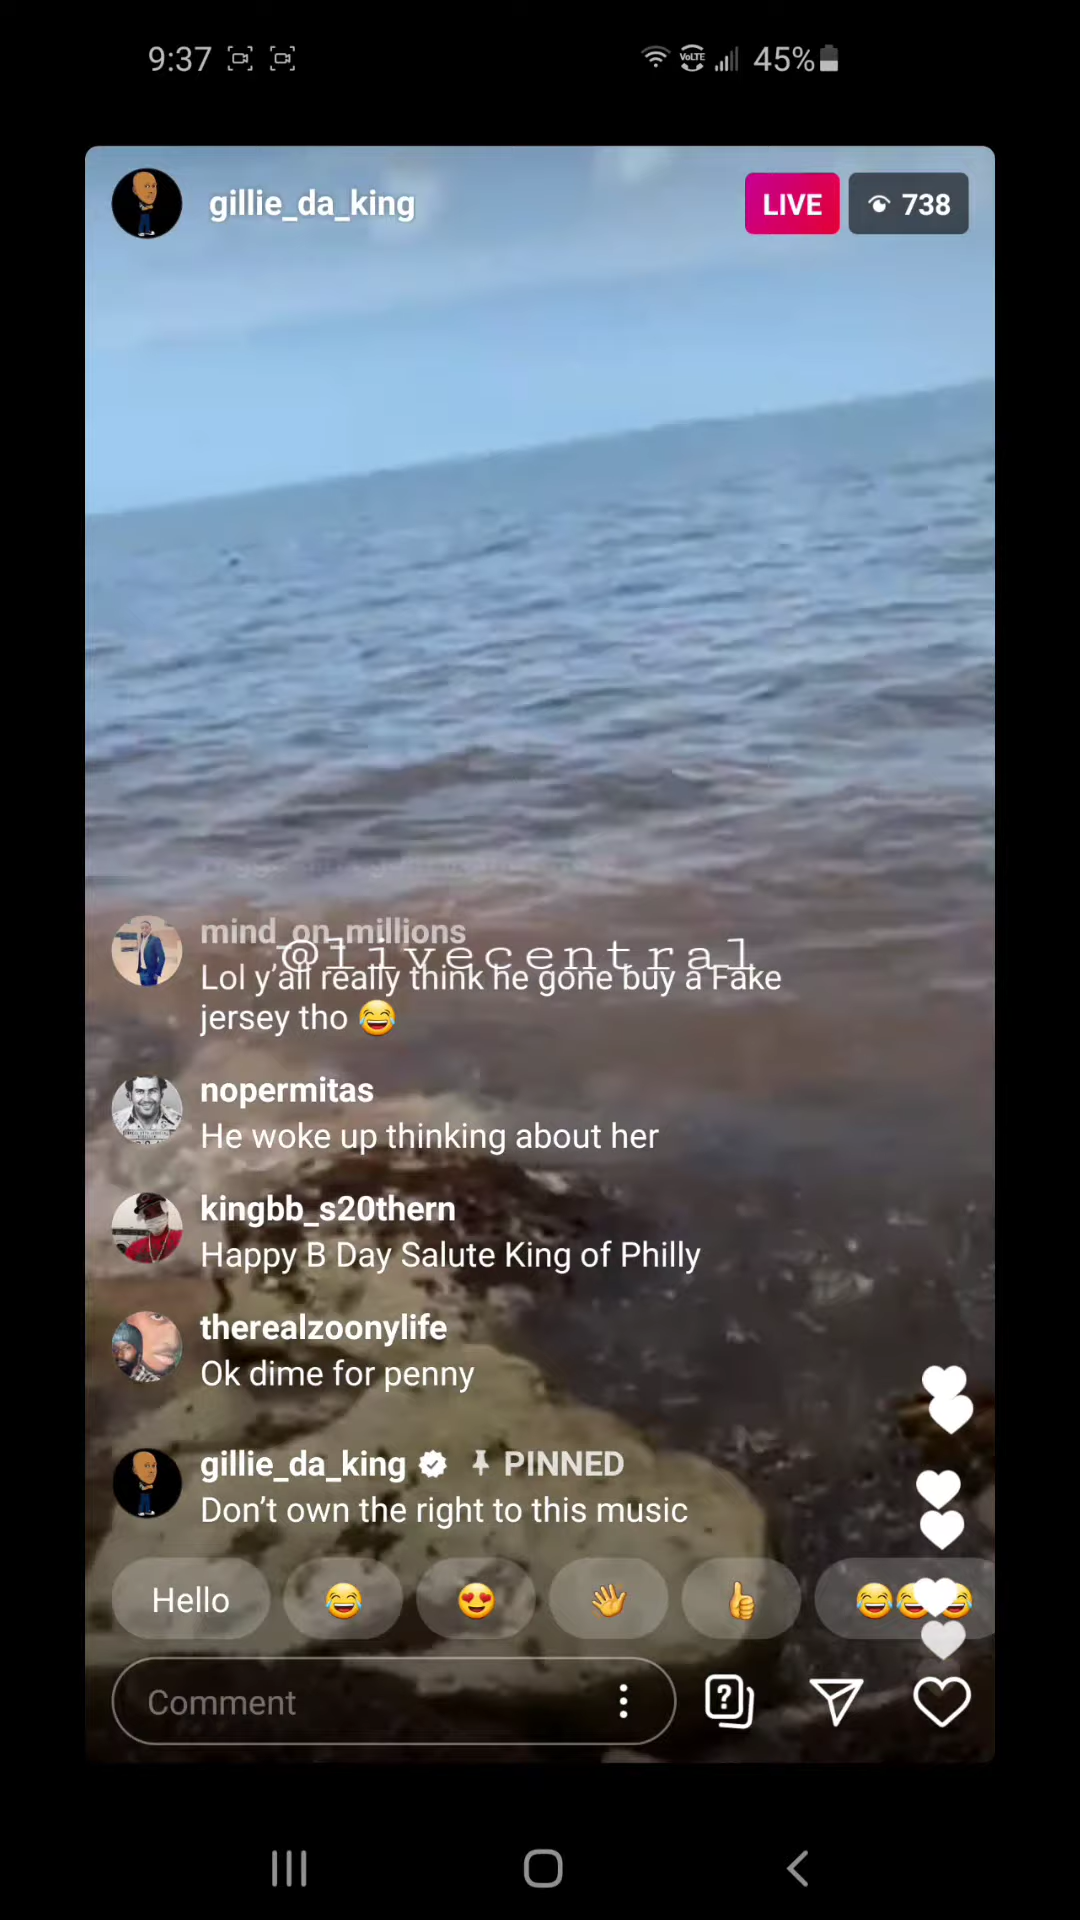 9:37
VoLTE
45%
gillie_da_king
LIVE
738
mind_on_millions
@livecentral
Lol y’all really think he gone buy a Fake
jersey tho 😂
nopermitas
He woke up thinking about her
kingbb_s20thern
Happy B Day Salute King of Philly
therealzoonylife
Ok dime for penny
gillie_da_king
PINNED
Don’t own the right to this music
Hello
😂
😍
👋
👍
😂😂😂
Comment